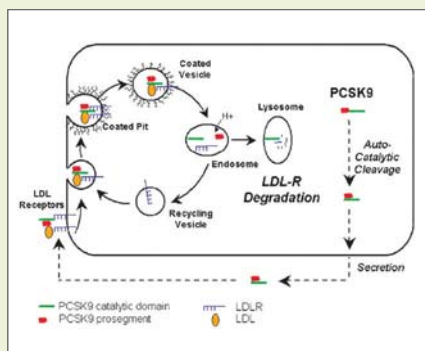 Coated
Vesicle
Coated Pit
H+
Lysosome
PCSK9
Endosome
Auto-
Catalytic
Cleavage
LDL-R
Degradation
LDL
Receptors
Recycling
Vesicle
Secretion
PCSK9 catalytic domain
LDLR
PCSK9 prosegment
LDL